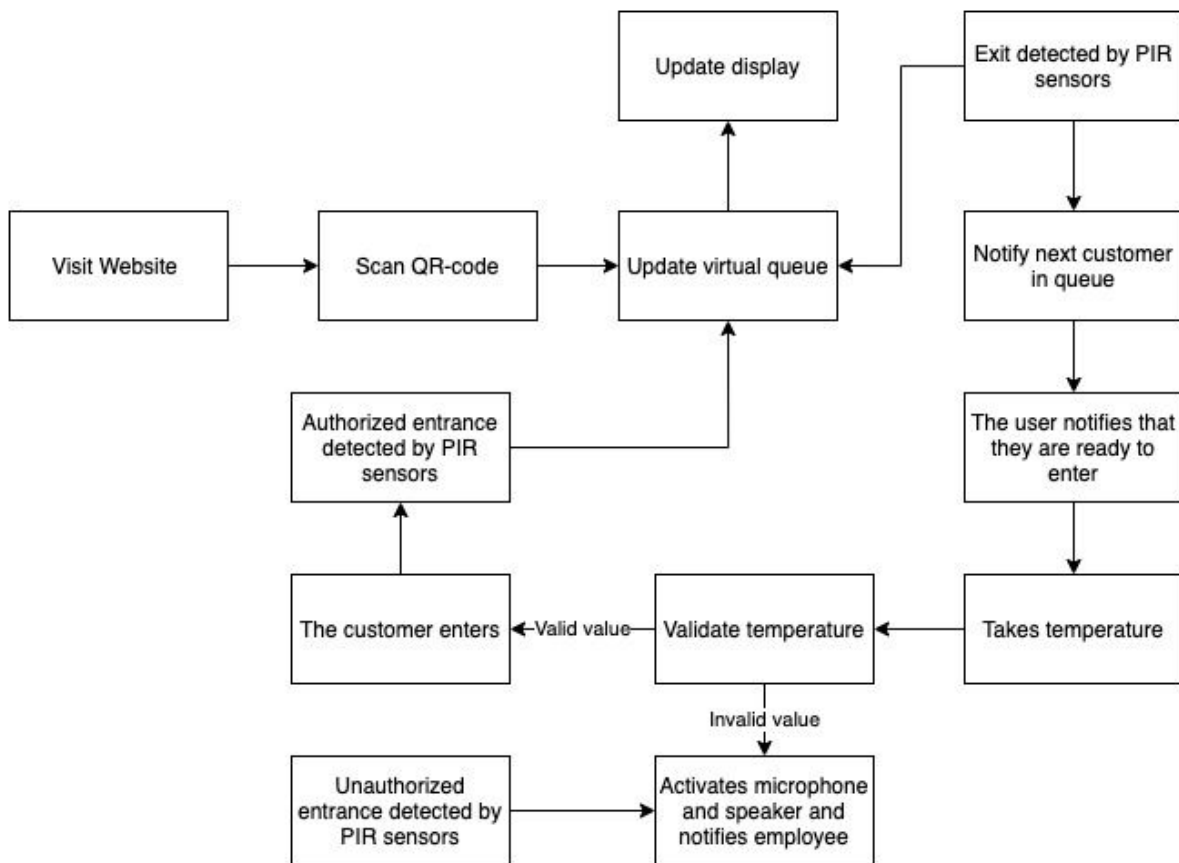 Update display
Exit detected by PIR
sensors
Visit Website
Scan QR-code
Update virtual queue
Notify next customer
in queue
Authorized entrance
detected by PIR
sensors
The user notifies that
they are ready to
enter
The customer enters
Valid value
Validate temperature
Takes temperature
Invalid value
Unauthorized
entrance detected by
PIR sensors
Activates microphone
and speaker and
notifies employee